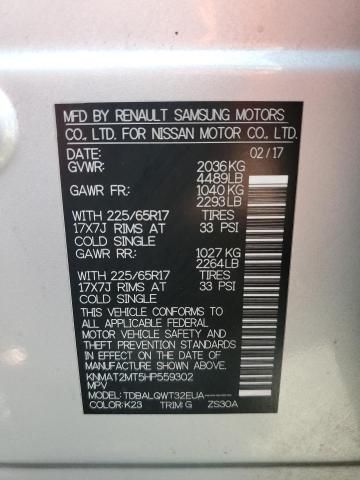 MFD BY RENAULT SAMSUNG MOTORS
CO., LTD. FOR NISSAN MOTOR CO., LTD.
DATE: 02/17
GVWR: 2036KG
4489LB
GAWR FR: 1040 KG
2293LB
WITH 225/65R17 TIRES
17X7J RIMS AT 33 PSI
COLD SINGLE
GAWR RR: 1027 KG
2264LB
WITH 225/65R17 TIRES
17X7J RIMS AT 33 PSI
COLD SINGLE
THIS VEHICLE CONFORMS TO
ALL APPLICABLE FEDERAL
MOTOR VEHICLE SAFETY AND
THEFT PREVENTION STANDARDS
IN EFFECT ON THE DATE OF
MANUFACTURE SHOWN ABOVE
KNMAT2MT5HP559302
MPV
MODEL: TDBALQWT32EUA-----
COLOR: K23 TRIM G ZS30A